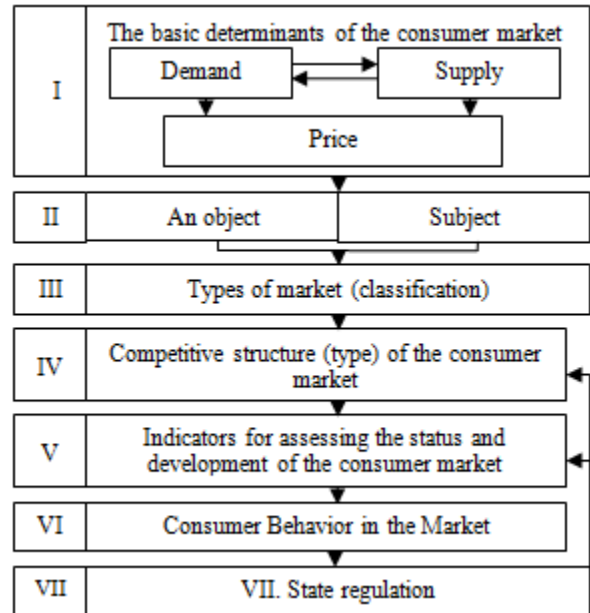 The basic determinants of the consumer market
Demand
Supply
I
Price
II
An object
Subject
III
Types of market (classification)
IV
Competitive structure (type) of the consumer
market
V
Indicators for assessing the status and
development of the consumer market
VI
Consumer Behavior in the Market
VII
VII. State regulation